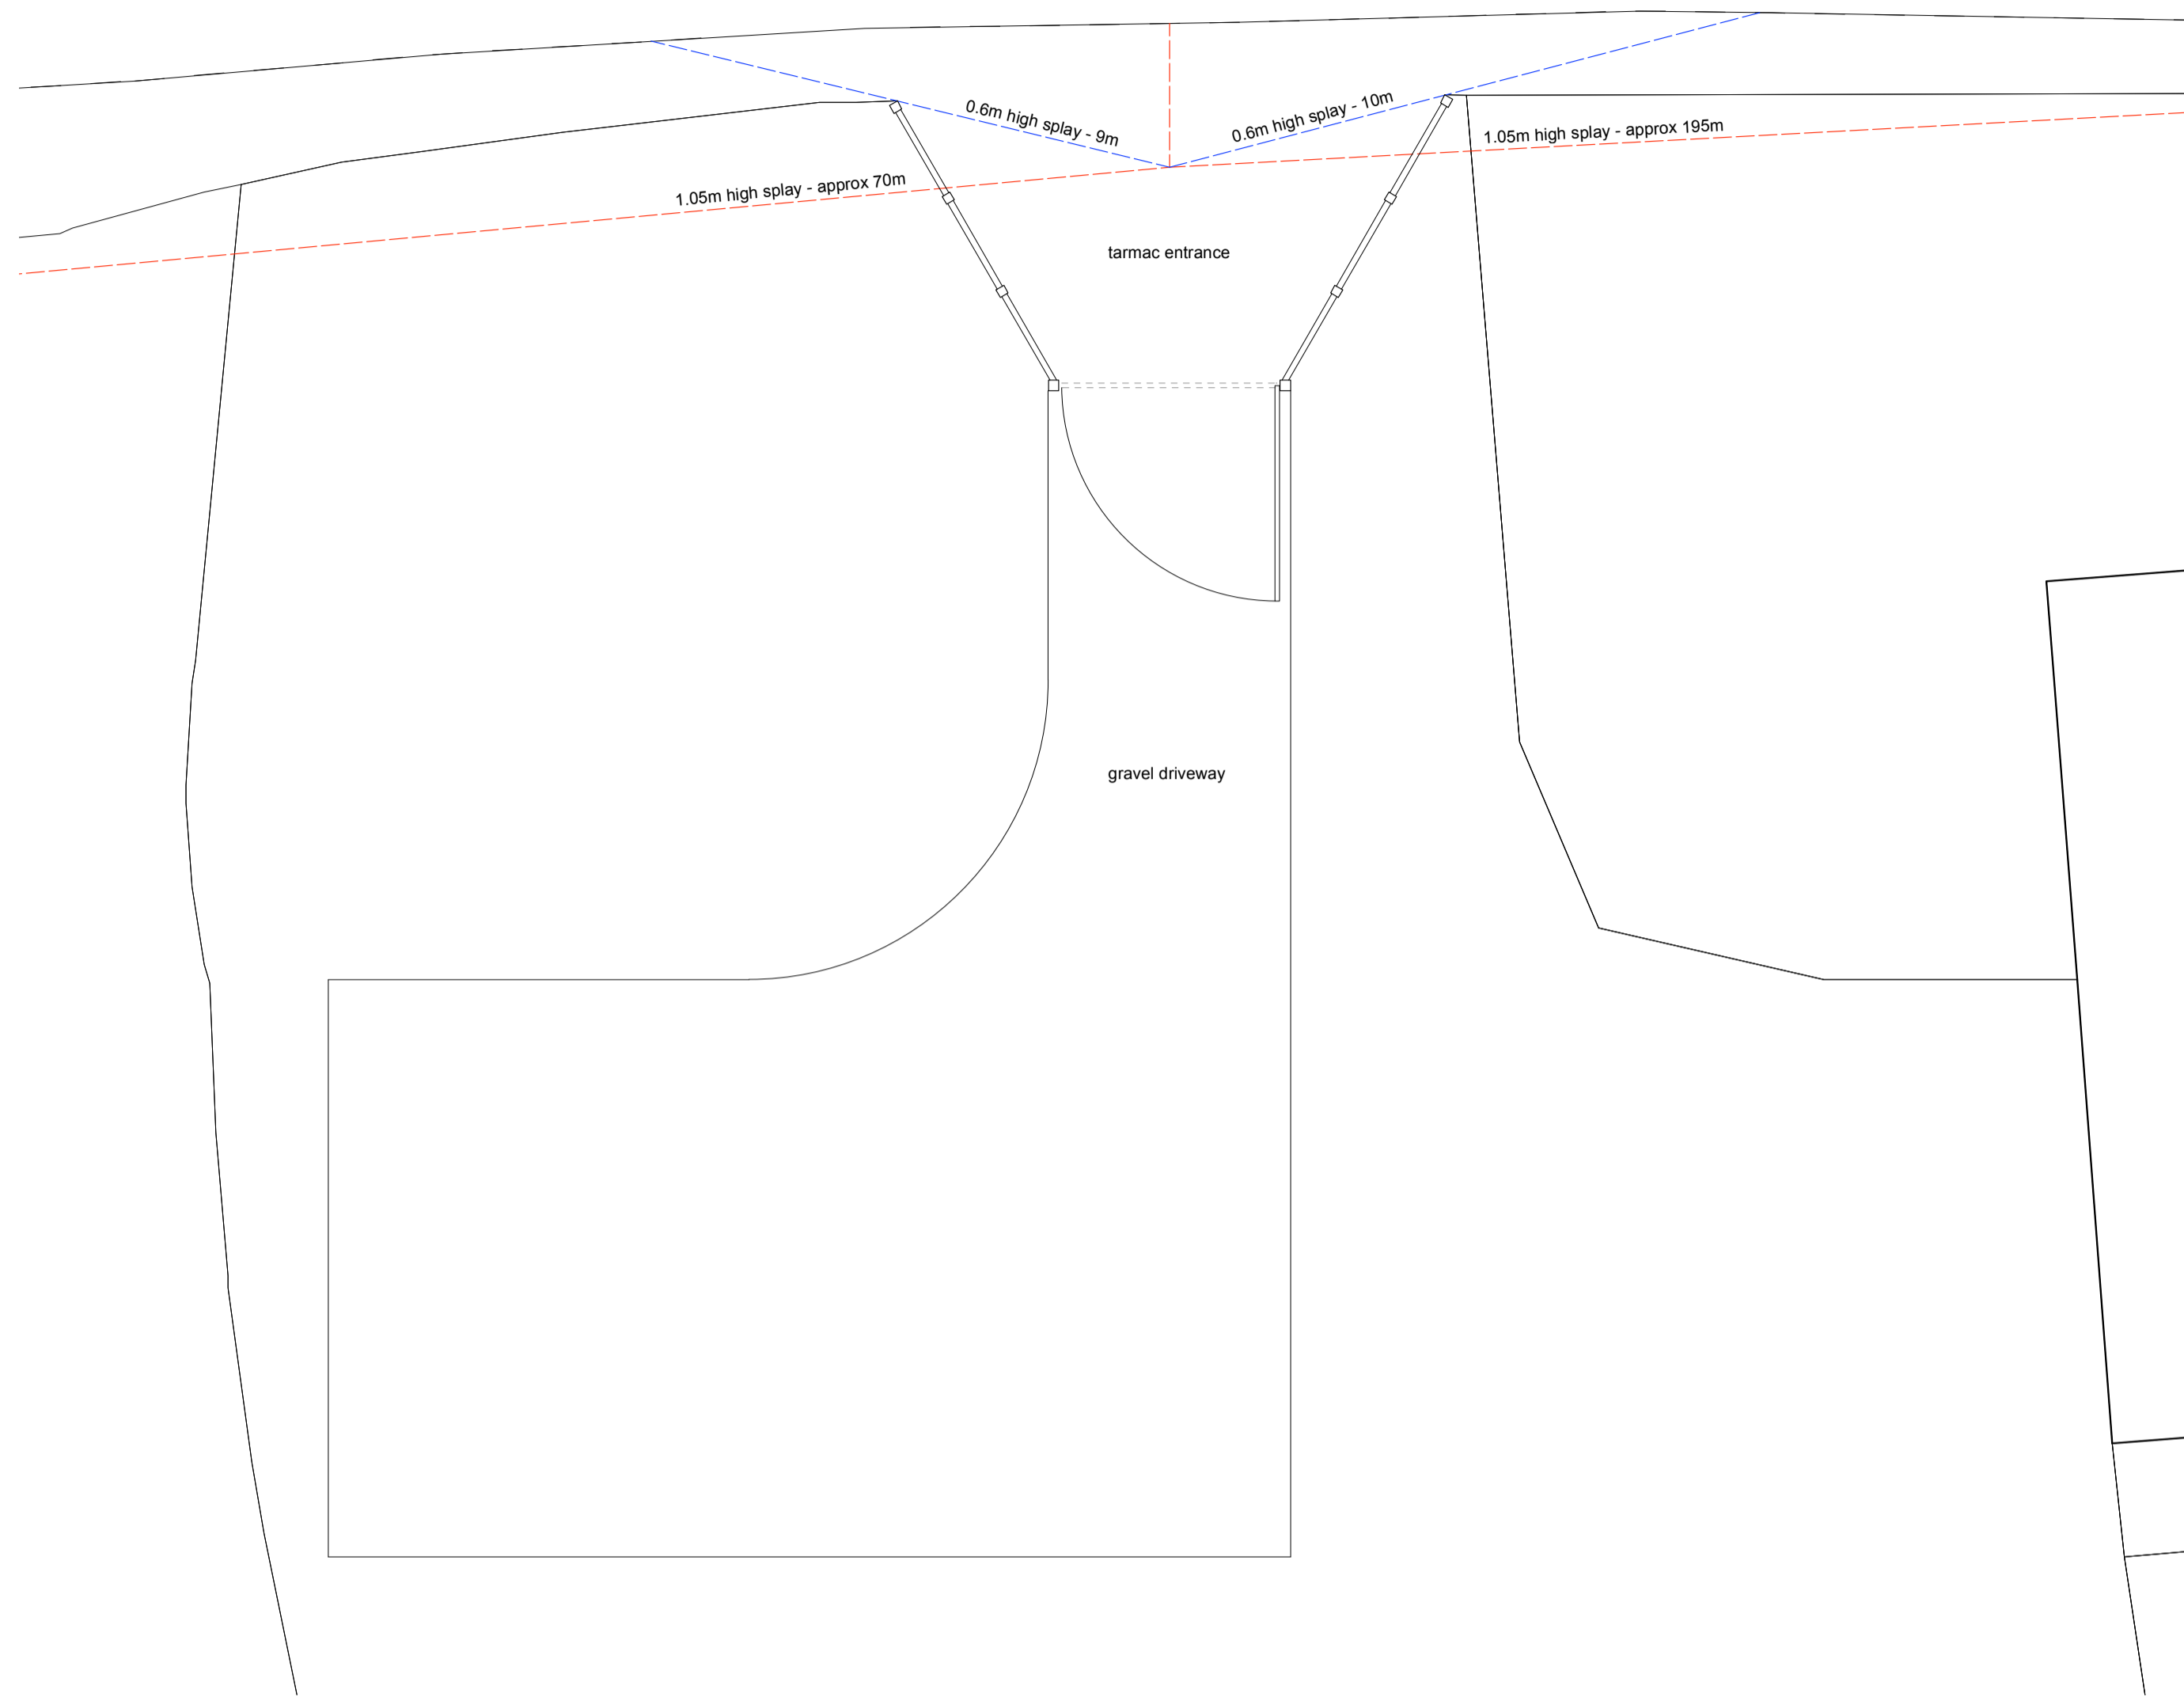 0.6m high splay - 9m
0.6m high splay - 10m
1.05m high splay - approx 195m
1.05m high splay - approx 70m
tarmac entrance
gravel driveway